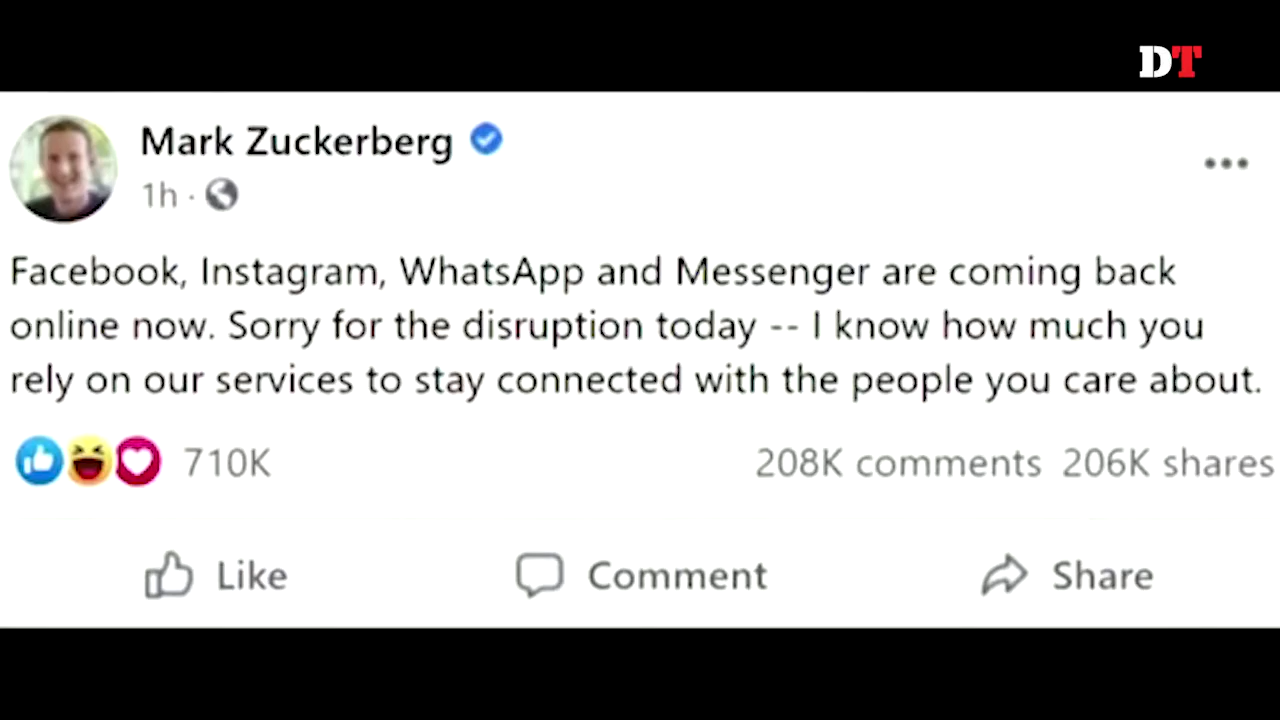 DT
Mark Zuckerberg
1h ·
Facebook, Instagram, WhatsApp and Messenger are coming back
online now. Sorry for the disruption today -- I know how much you
rely on our services to stay connected with the people you care about.
710K 208K comments 206K shares
Like Comment Share